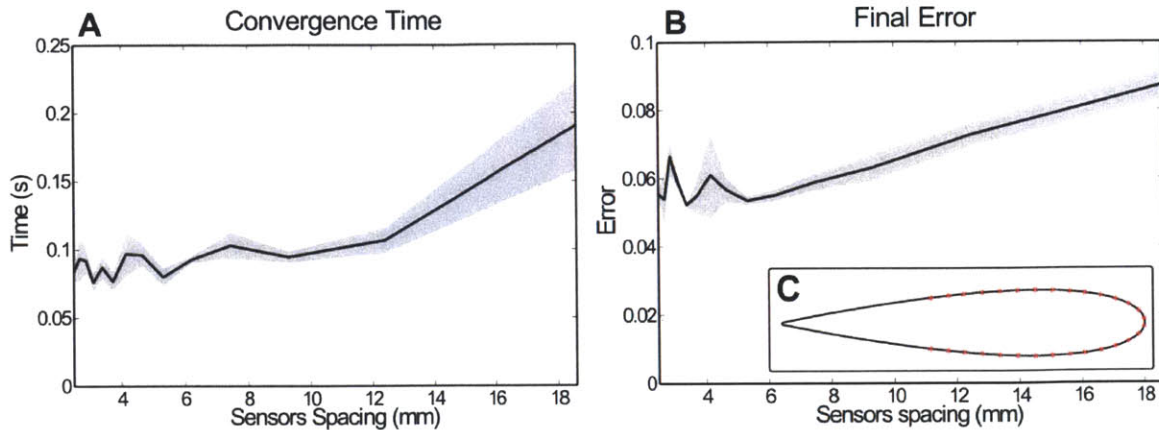 A
Convergence Time
0.25
0.2
0.15
0.1
0.05
0
Time (s)
4 6 8 10 12 14 16 18
Sensors Spacing (mm)
B
Final Error
0.1
0.08
0.06
0.04
0.02
0
Error
C
4 6 8 10 12 14 16 18
Sensors spacing (mm)